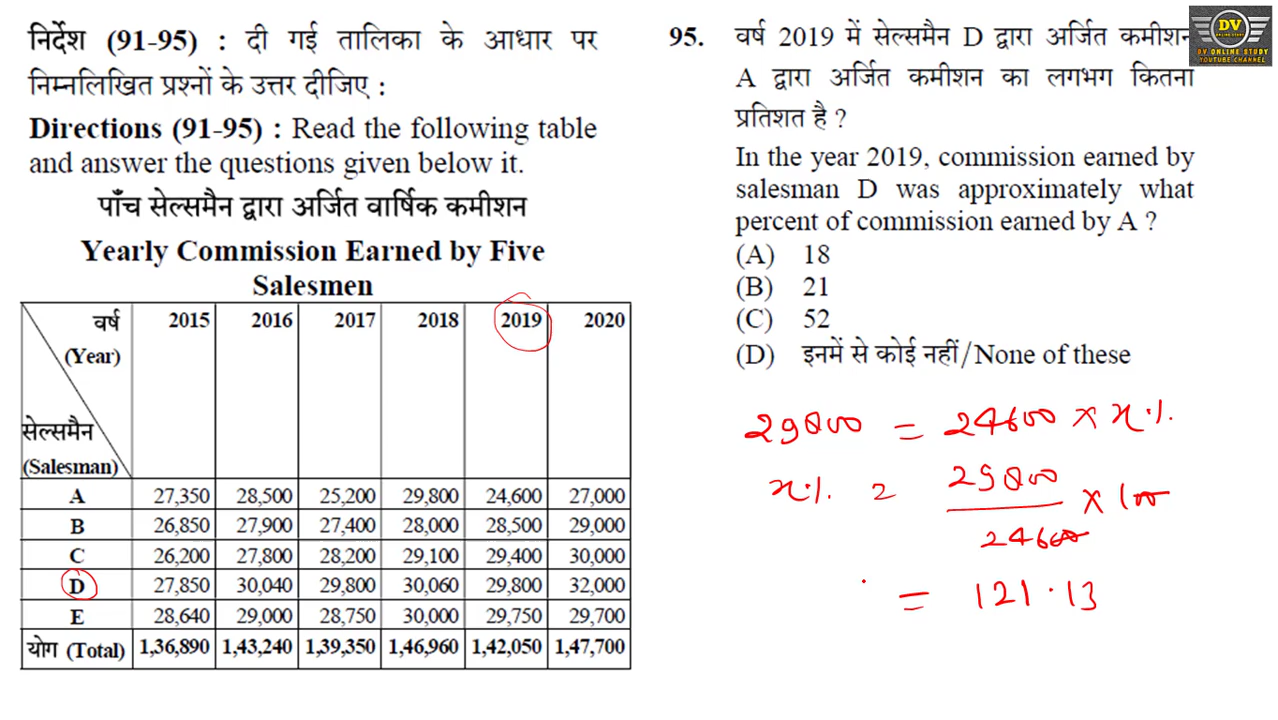 निर्देश (91-95) : दी गई तालिका के आधार पर
निम्नलिखित प्रश्नों के उत्तर दीजिए :
Directions (91-95) : Read the following table
and answer the questions given below it.
पाँच सेल्समैन द्वारा अर्जित वार्षिक कमीशन
Yearly Commission Earned by Five
Salesmen
वर्ष 2015 2016 2017 2018 2019 2020
(Year)
सेल्समैन
(Salesman)
A 27,350 28,500 25,200 29,800 24,600 27,000
B 26,850 27,900 27,400 28,000 28,500 29,000
C 26,200 27,800 28,200 29,100 29,400 30,000
D 27,850 30,040 29,800 30,060 29,800 32,000
E 28,640 29,000 28,750 30,000 29,750 29,700
योग (Total) 1,36,890 1,43,240 1,39,350 1,46,960 1,42,050 1,47,700
95. वर्ष 2019 में सेल्समैन D द्वारा अर्जित कमीशन
A द्वारा अर्जित कमीशन का लगभग कितना
प्रतिशत है ?
In the year 2019, commission earned by
salesman D was approximately what
percent of commission earned by A ?
(A) 18
(B) 21
(C) 52
(D) इनमें से कोई नहीं/None of these
29800 = 24600 × x%.
x% = 29800
× 100
24600
= 121.13
DV
ONLINE STUDY
DV ONLINE STUDY
YOUTUBE CHANNEL